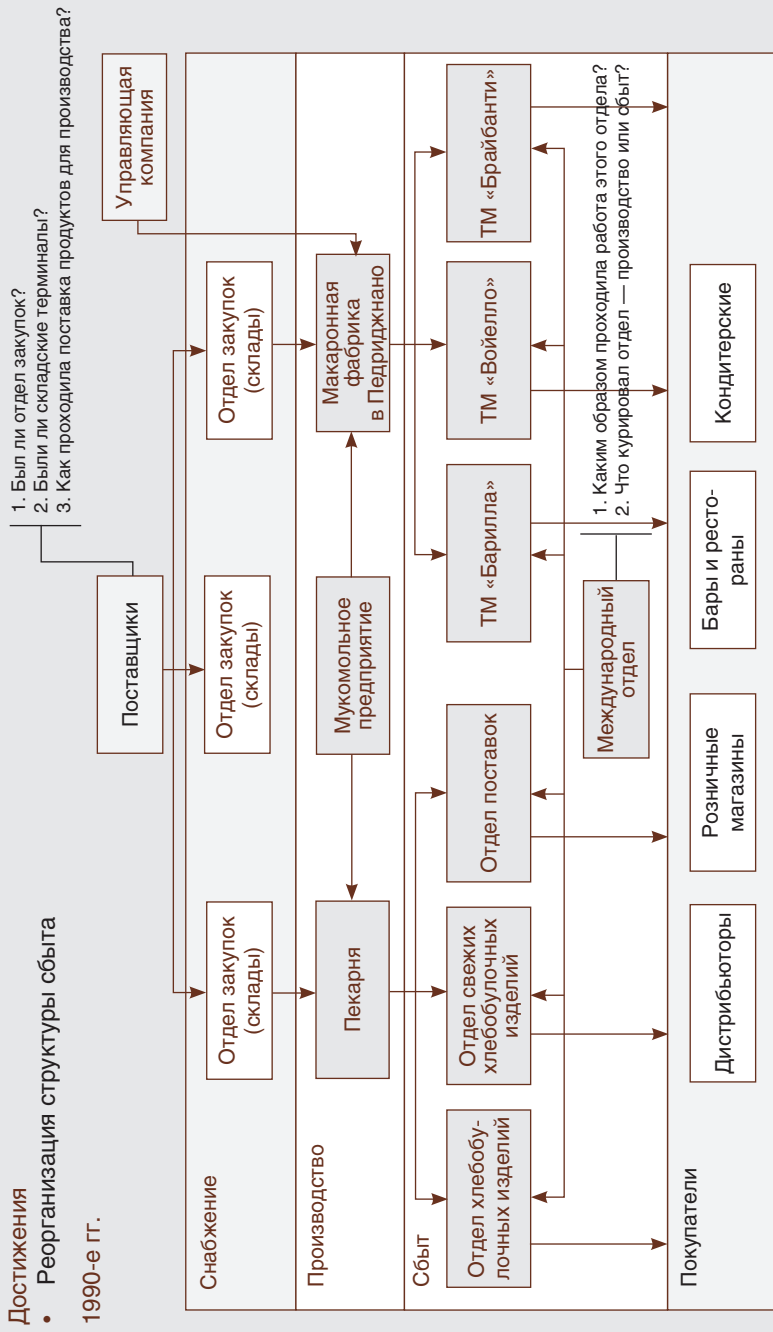 Достижения
• Реорганизация структуры сбыта
1990-е гг.
1. Был ли отдел закупок?
2. Были ли складские терминалы?
3. Как проходила поставка продуктов для производства?
Поставщики
Управляющая
компания
Снабжение
Отдел закупок
(склады)
Отдел закупок
(склады)
Отдел закупок
(склады)
Производство
Пекарня
Мукомольное
предприятие
Макаронная
фабрика
в Педриджнано
Сбыт
Отдел хлебобу-
лочных изделий
Отдел свежих
хлебобулочных
изделий
Отдел поставок
ТМ «Барилла»
ТМ «Войелло»
ТМ «Брайбанти»
Международный
отдел
1. Каким образом проходила работа этого отдела?
2. Что курировал отдел — производство или сбыт?
Покупатели
Дистрибьюторы
Розничные
магазины
Бары и ресто-
раны
Кондитерские